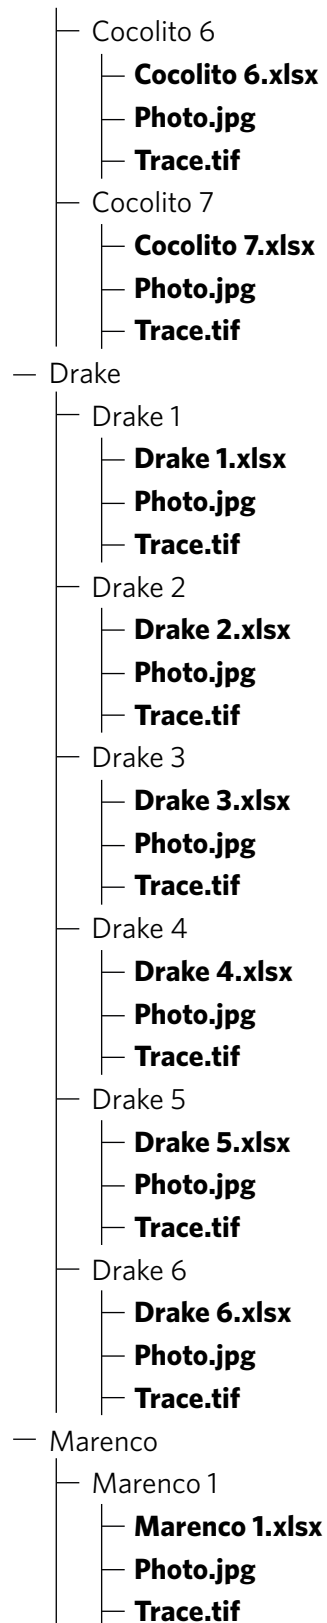 Cocolito 6
Cocolito 6.xlsx
Photo.jpg
Trace.tif
Cocolito 7
Cocolito 7.xlsx
Photo.jpg
Trace.tif
Drake
Drake 1
Drake 1.xlsx
Photo.jpg
Trace.tif
Drake 2
Drake 2.xlsx
Photo.jpg
Trace.tif
Drake 3
Drake 3.xlsx
Photo.jpg
Trace.tif
Drake 4
Drake 4.xlsx
Photo.jpg
Trace.tif
Drake 5
Drake 5.xlsx
Photo.jpg
Trace.tif
Drake 6
Drake 6.xlsx
Photo.jpg
Trace.tif
Marenco
Marenco 1
Marenco 1.xlsx
Photo.jpg
Trace.tif